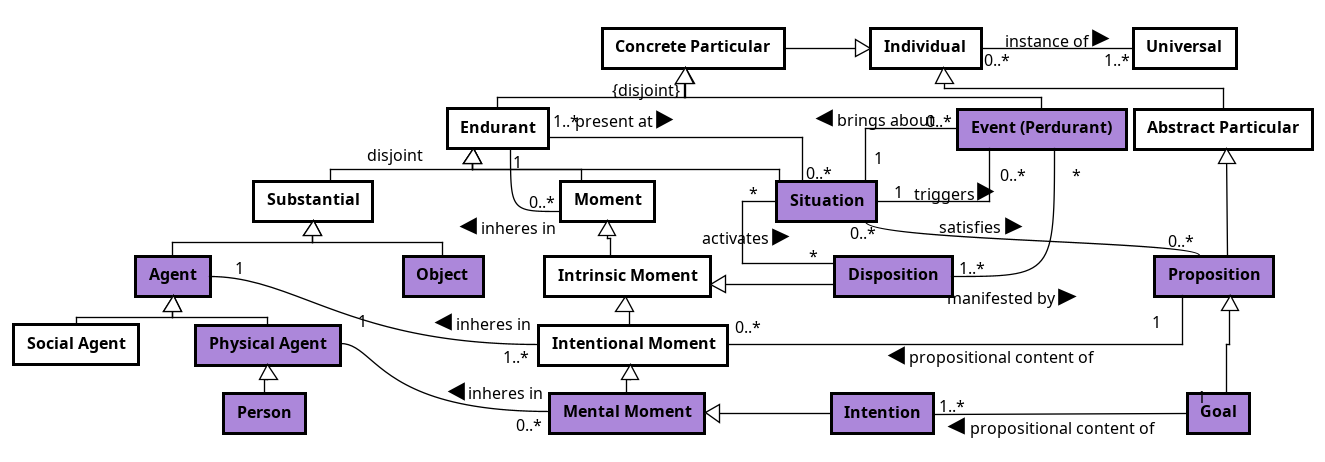 Concrete Particular
Individual
instance of
0..*
1..*
Universal
{disjoint}
Endurant
1..*
present at
brings about
0..*
Event (Perdurant)
Abstract Particular
disjoint
1
1
0..*
0..*
*
Substantial
Moment
0..*
inheres in
*
Situation
1
triggers
activates
0..*
satisfies
0..*
Agent
1
Object
Intrinsic Moment
*
Disposition
1..*
manifested by
Proposition
Social Agent
Physical Agent
1
inheres in
1..*
Intentional Moment
0..*
1
propositional content of
Person
inheres in
0..*
Mental Moment
Intention
1..*
propositional content of
1
Goal